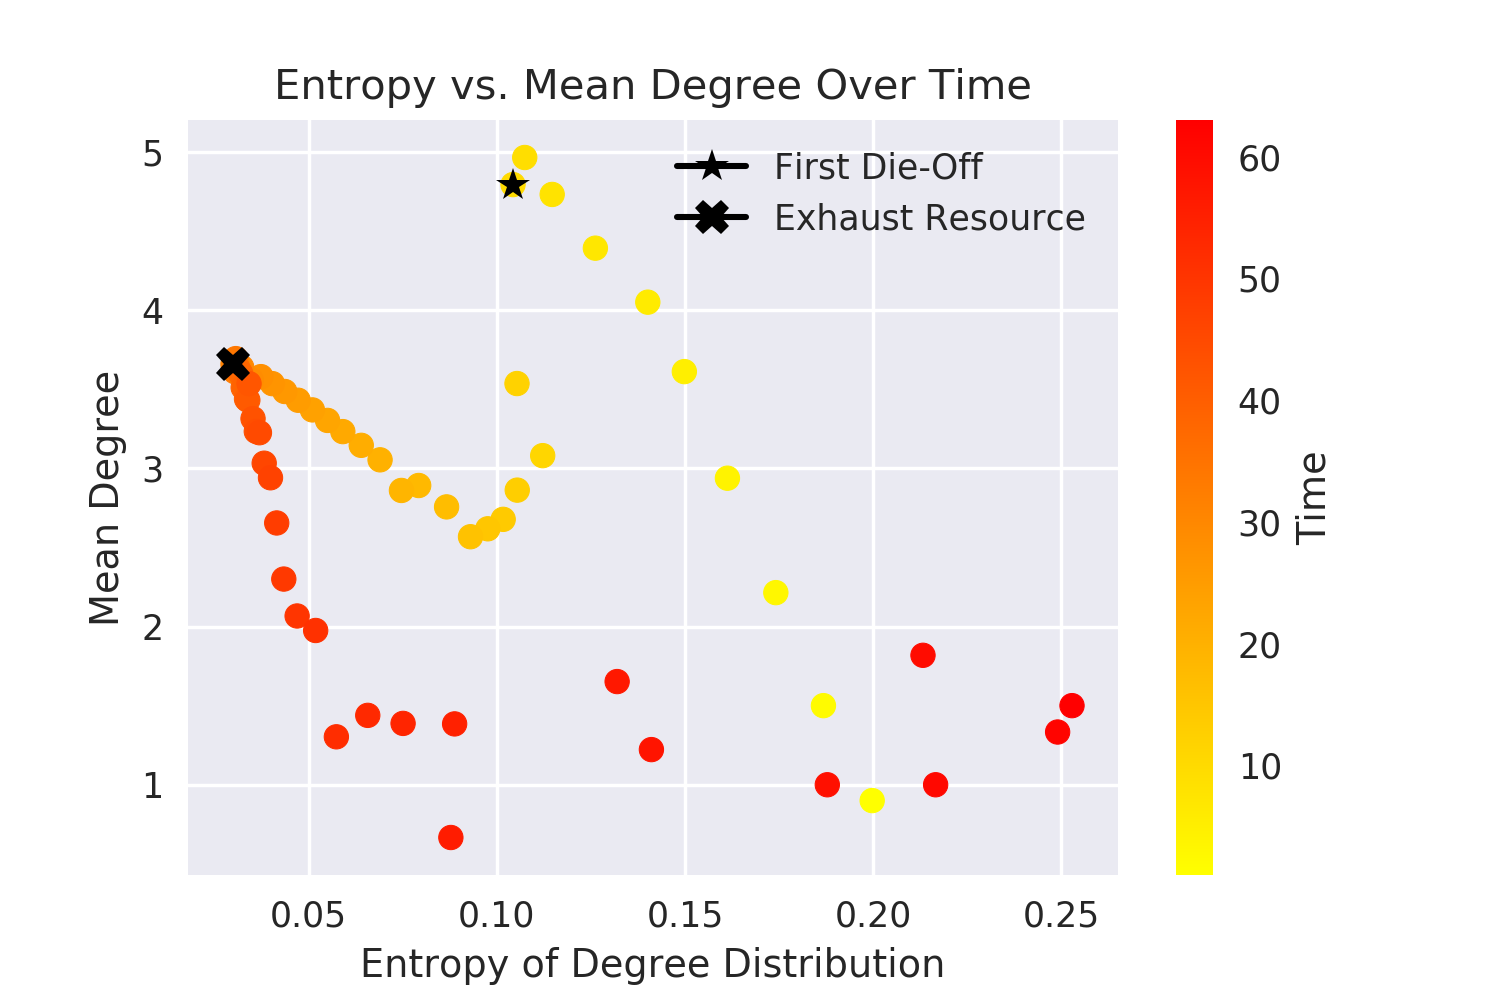 Entropy vs. Mean Degree Over Time
First Die-Off
Exhaust Resource
5
4
3
2
1
Mean Degree
0.05 0.10 0.15 0.20 0.25
Entropy of Degree Distribution
60
50
40
30
20
10
Time